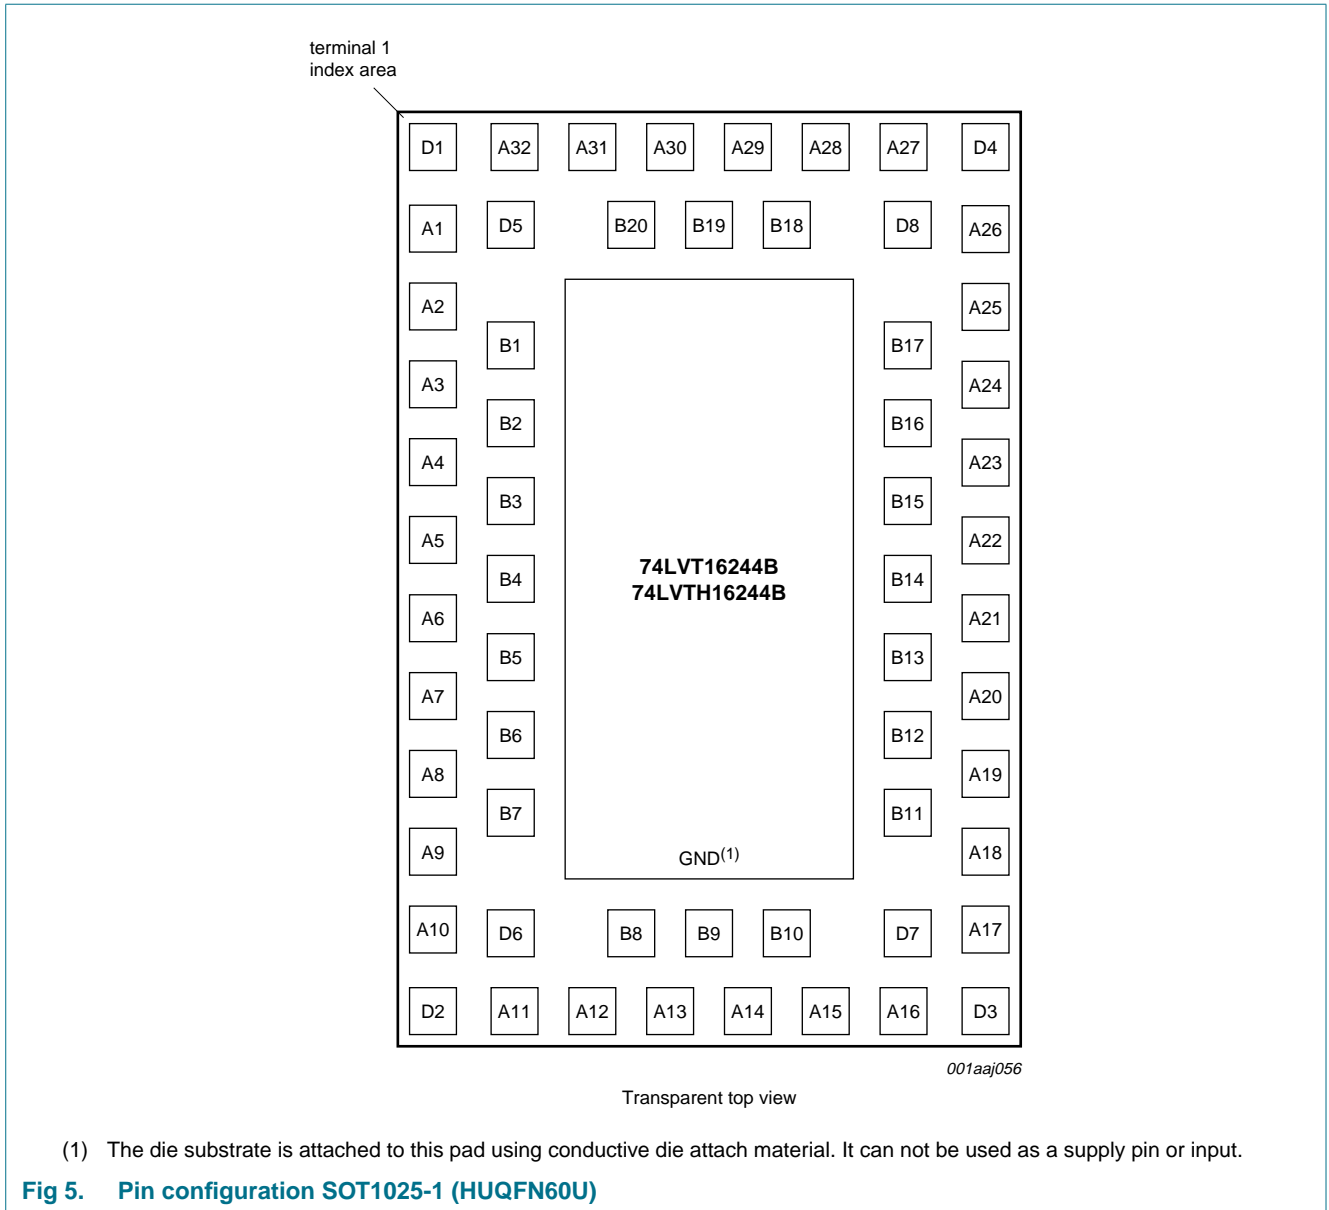 terminal 1
index area
D1 A32 A31 A30 A29 A28 A27 D4
A1 D5 B20 B19 B18 D8 A26
A2 A25
B1 B17
A3 A24
B2 B16
A4 A23
B3 B15
A5 A22
74LVT16244B
B4 B14
74LVTH16244B
A6 A21
B5 B13
A7 A20
B6 B12
A8 A19
B7 B11
A9 GND(1) A18
A10 D6 B8 B9 B10 D7 A17
D2 A11 A12 A13 A14 A15 A16 D3
001aaj056
Transparent top view
(1) The die substrate is attached to this pad using conductive die attach material. It can not be used as a supply pin or input.
Fig 5. Pin configuration SOT1025-1 (HUQFN60U)